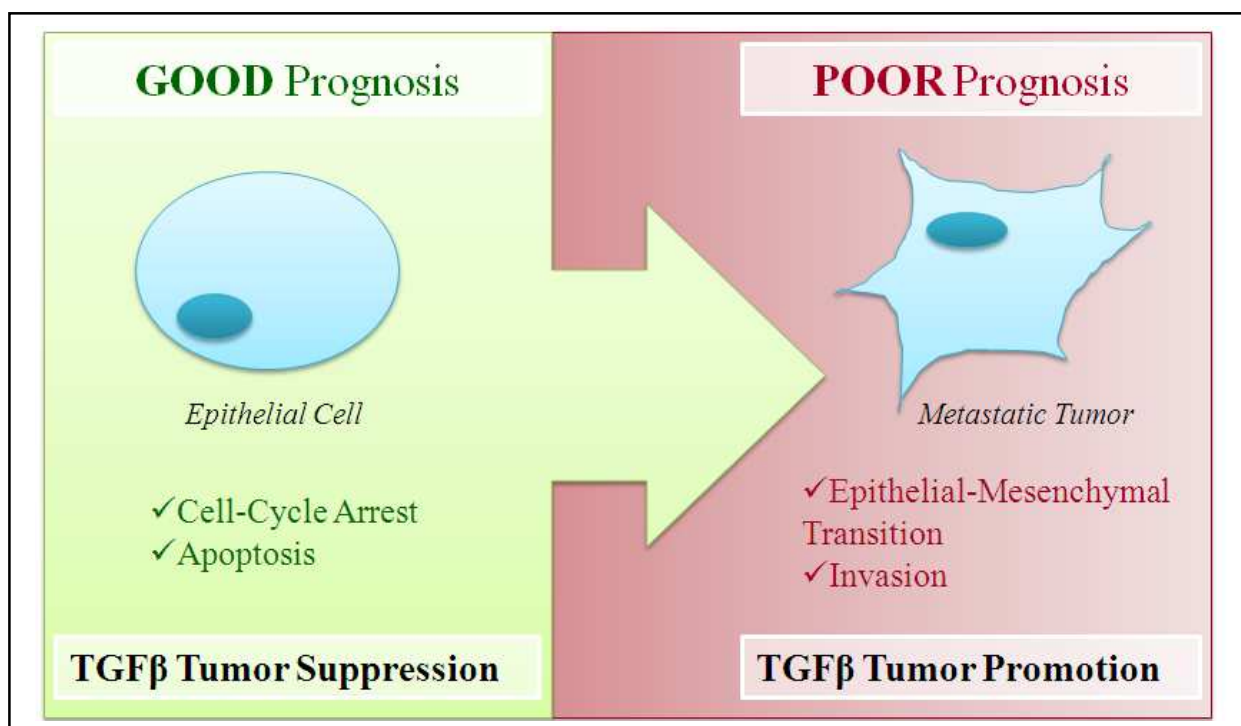 GOOD Prognosis
Epithelial Cell
✓Cell-Cycle Arrest
✓Apoptosis
TGFβ Tumor Suppression
POOR Prognosis
Metastatic Tumor
✓Epithelial-Mesenchymal
Transition
✓Invasion
TGFβ Tumor Promotion